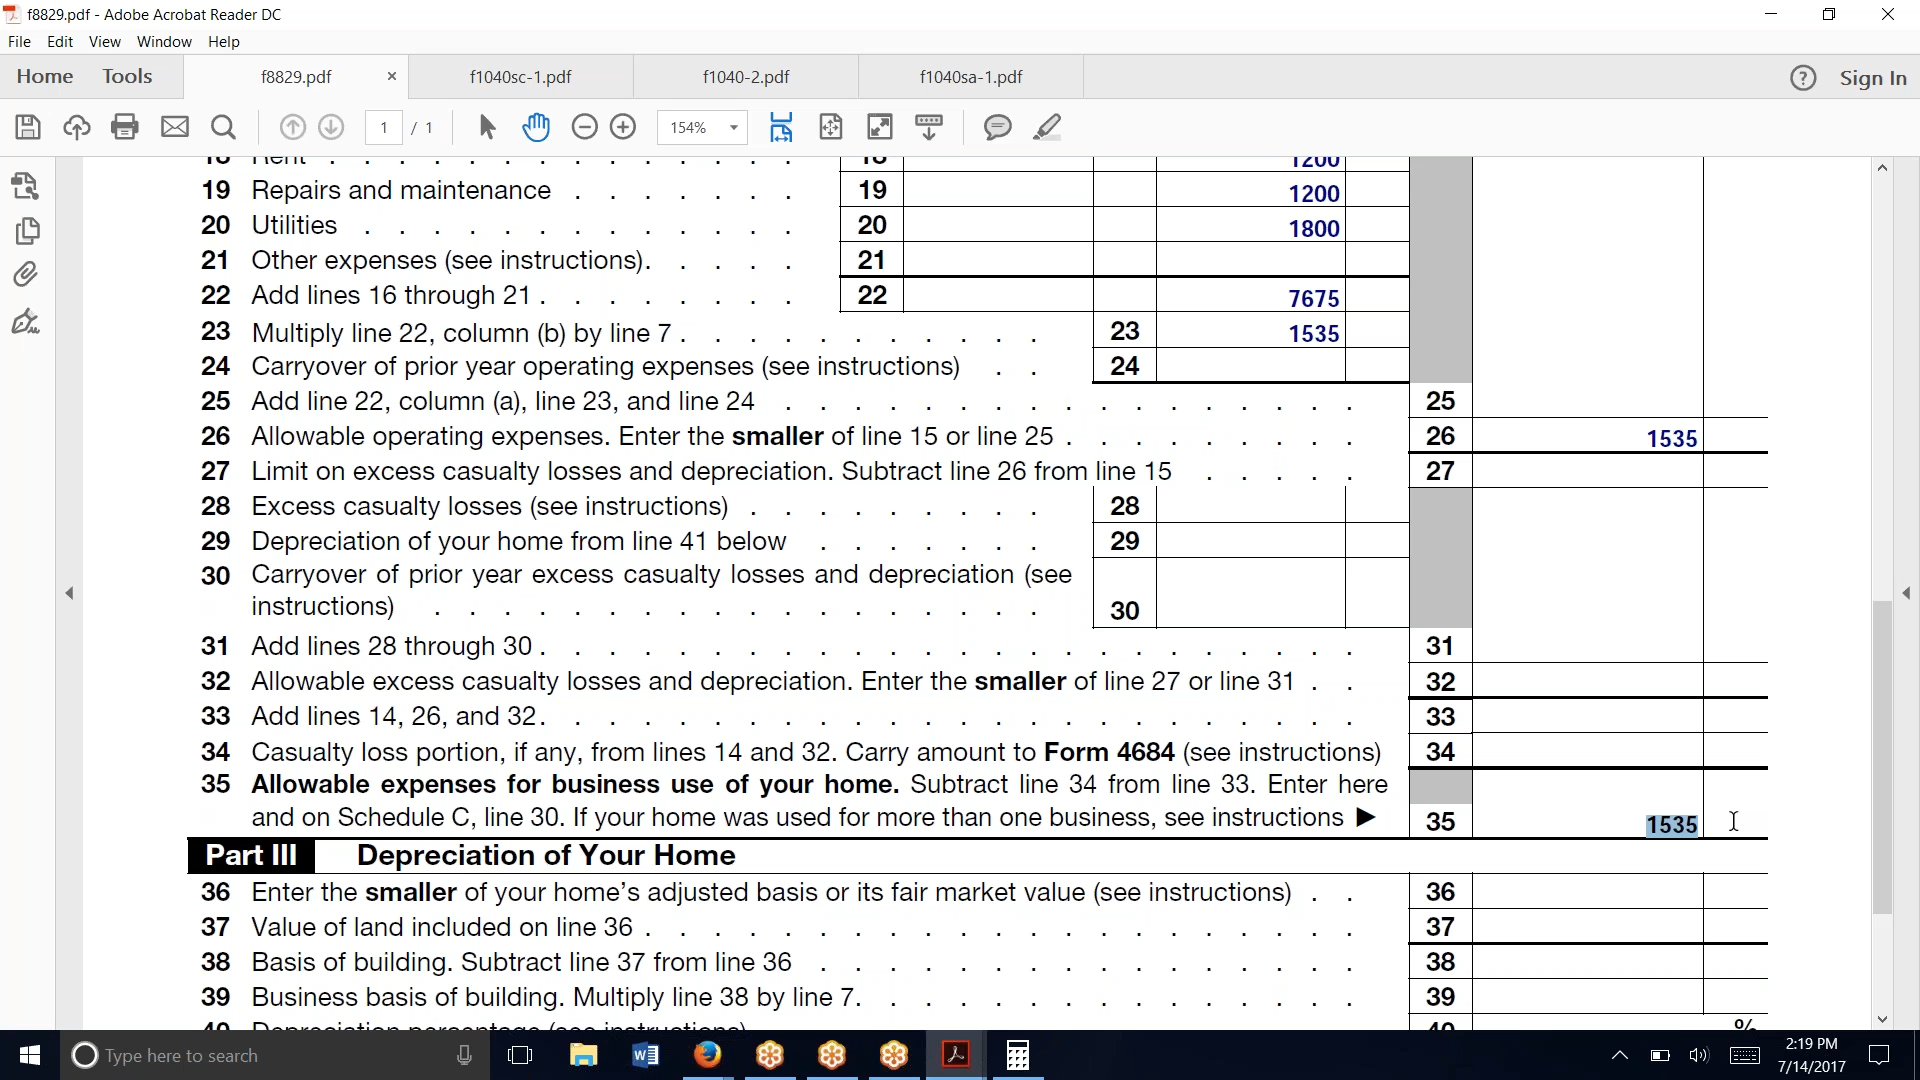 f8829.pdf - Adobe Acrobat Reader DC
File Edit View Window Help
Home Tools f8829.pdf × f1040sc-1.pdf f1040-2.pdf f1040sa-1.pdf ? Sign In
1 / 1 154%
18 Rent . . . . . . . . . . . . . . 18 1200
19 Repairs and maintenance . . . . . . . 19 1200
20 Utilities . . . . . . . . . . . . . 20 1800
21 Other expenses (see instructions). . . . . 21
22 Add lines 16 through 21 . . . . . . . . 22 7675
23 Multiply line 22, column (b) by line 7 . . . . . . . . . . . 23 1535
24 Carryover of prior year operating expenses (see instructions) . . 24
25 Add line 22, column (a), line 23, and line 24 . . . . . . . . . . . . . . . . . 25
26 Allowable operating expenses. Enter the smaller of line 15 or line 25 . . . . . . . . . 26 1535
27 Limit on excess casualty losses and depreciation. Subtract line 26 from line 15 . . . . . 27
28 Excess casualty losses (see instructions) . . . . . . . . . 28
29 Depreciation of your home from line 41 below . . . . . . . 29
30 Carryover of prior year excess casualty losses and depreciation (see
instructions) . . . . . . . . . . . . . . . . . . 30
31 Add lines 28 through 30 . . . . . . . . . . . . . . . . . . . . . . . . 31
32 Allowable excess casualty losses and depreciation. Enter the smaller of line 27 or line 31 . . 32
33 Add lines 14, 26, and 32. . . . . . . . . . . . . . . . . . . . . . . . 33
34 Casualty loss portion, if any, from lines 14 and 32. Carry amount to Form 4684 (see instructions) 34
35 Allowable expenses for business use of your home. Subtract line 34 from line 33. Enter here
and on Schedule C, line 30. If your home was used for more than one business, see instructions ► 35 1535
Part III Depreciation of Your Home
36 Enter the smaller of your home’s adjusted basis or its fair market value (see instructions) . . 36
37 Value of land included on line 36 . . . . . . . . . . . . . . . . . . . . . 37
38 Basis of building. Subtract line 37 from line 36 . . . . . . . . . . . . . . . . 38
39 Business basis of building. Multiply line 38 by line 7. . . . . . . . . . . . . . . 39
40 Depreciation percentage (see instructions) 40 %
Type here to search
2:19 PM
7/14/2017